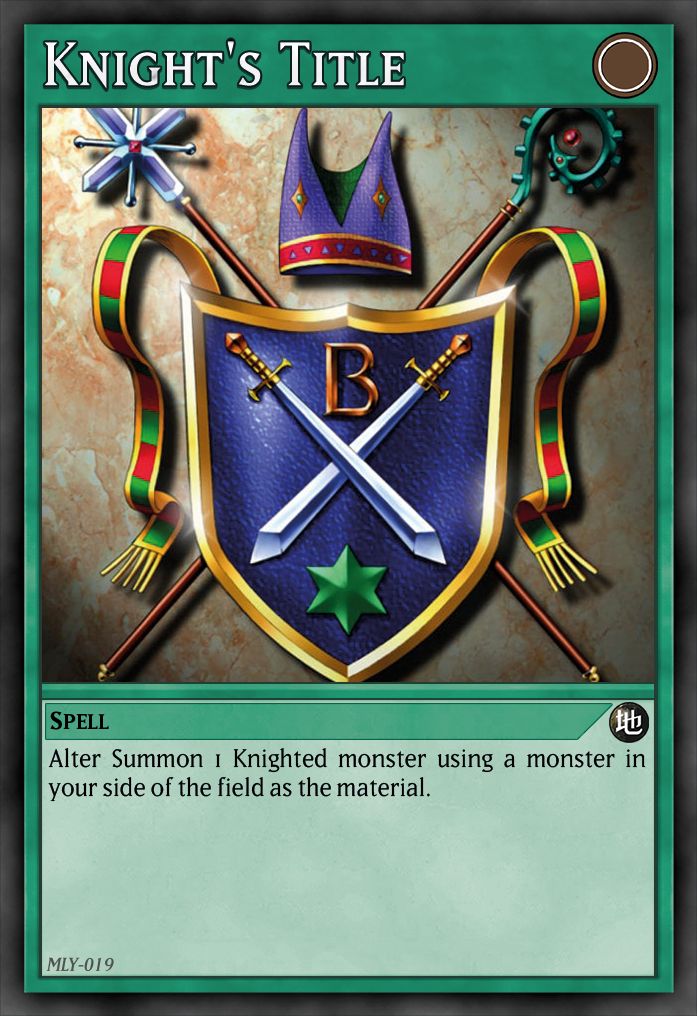 Knight's Title
B
Spell
Alter Summon 1 Knighted monster using a monster in
your side of the field as the material.
MLY-019